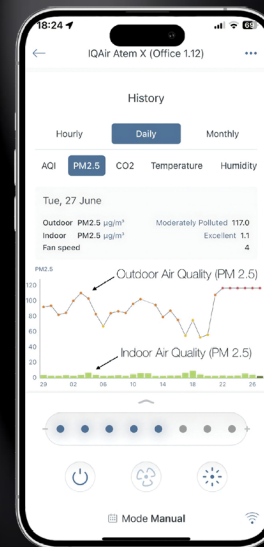 18:24
IQAir Atem X (Office 1.12)
History
Hourly Daily Monthly
AQI PM2.5 CO2 Temperature Humidity
Tue, 27 June
Outdoor PM2.5 µg/m³ Moderately Polluted 117.0
Indoor PM2.5 µg/m³ Excellent 1.1
Fan speed 4
PM2.5
Outdoor Air Quality (PM 2.5)
120
100
80
60
40
Indoor Air Quality (PM 2.5)
20
0
29 02 06 10 14 18 22 26
Mode Manual